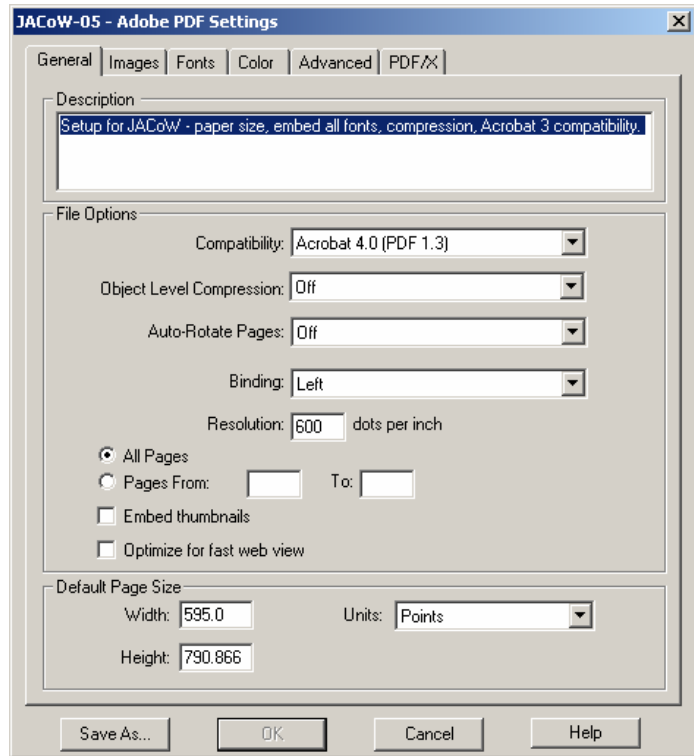 JACoW-05 - Adobe PDF Settings
General Images Fonts Color Advanced PDF/X
Description
Setup for JACoW - paper size, embed all fonts, compression, Acrobat 3 compatibility.
File Options
Compatibility: Acrobat 4.0 (PDF 1.3)
Object Level Compression: Off
Auto-Rotate Pages: Off
Binding: Left
Resolution: 600 dots per inch
All Pages
Pages From: To:
Embed thumbnails
Optimize for fast web view
Default Page Size
Width: 595.0 Units: Points
Height: 790.866
Save As... OK Cancel Help